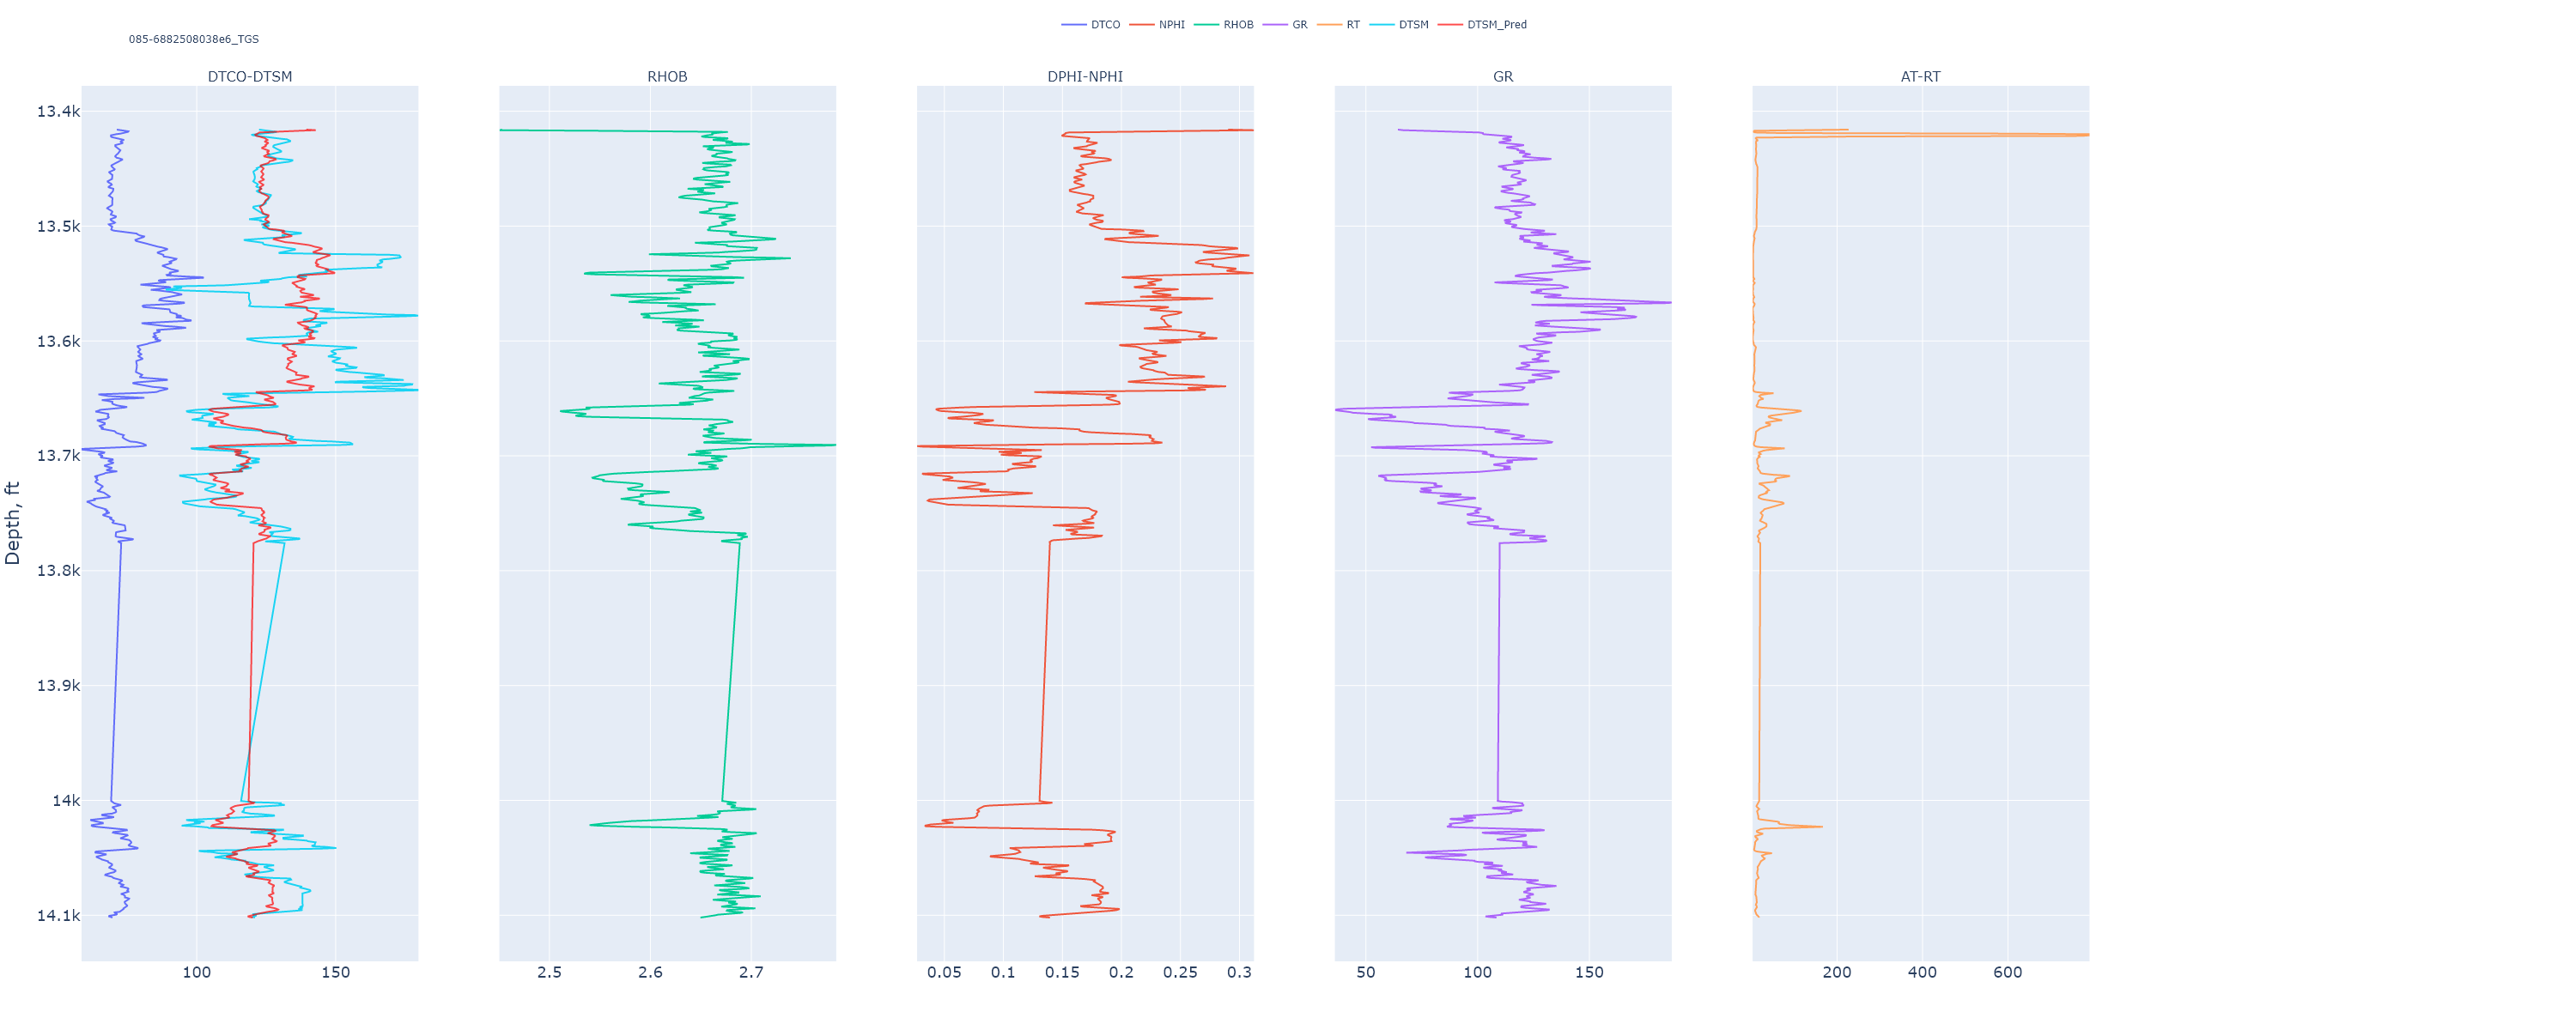 DTCO NPHI RHOB GR RT DTSM DTSM_Pred
085-6882508038e6_TGS
DTCO-DTSM RHOB DPHI-NPHI GR AT-RT
Depth, ft
13.4k
13.5k
13.6k
13.7k
13.8k
13.9k
14k
14.1k
100 150 2.5 2.6 2.7 0.05 0.1 0.15 0.2 0.25 0.3 50 100 150 200 400 600